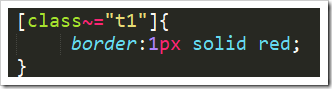 [class~="t1"]{
border:1px solid red;
}